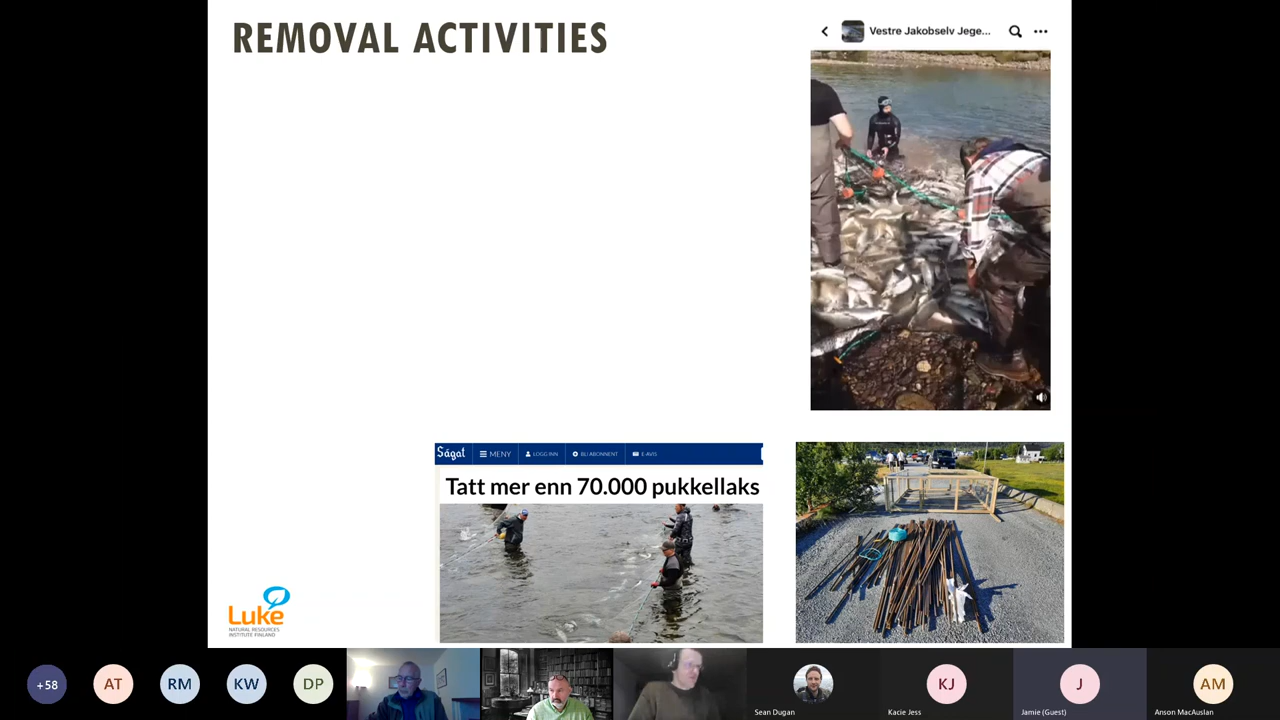 REMOVAL ACTIVITIES
Vestre Jakobselv Jege...
Ságat
MENY
LOGG INN
BLI ABONNENT
E-AVIS
Tatt mer enn 70.000 pukkellaks
Luke
NATURAL RESOURCES
INSTITUTE FINLAND
+58
AT
RM
KW
DP
Sean Dugan
KJ
Kacie Jess
J
Jamie (Guest)
AM
Anson MacAuslan